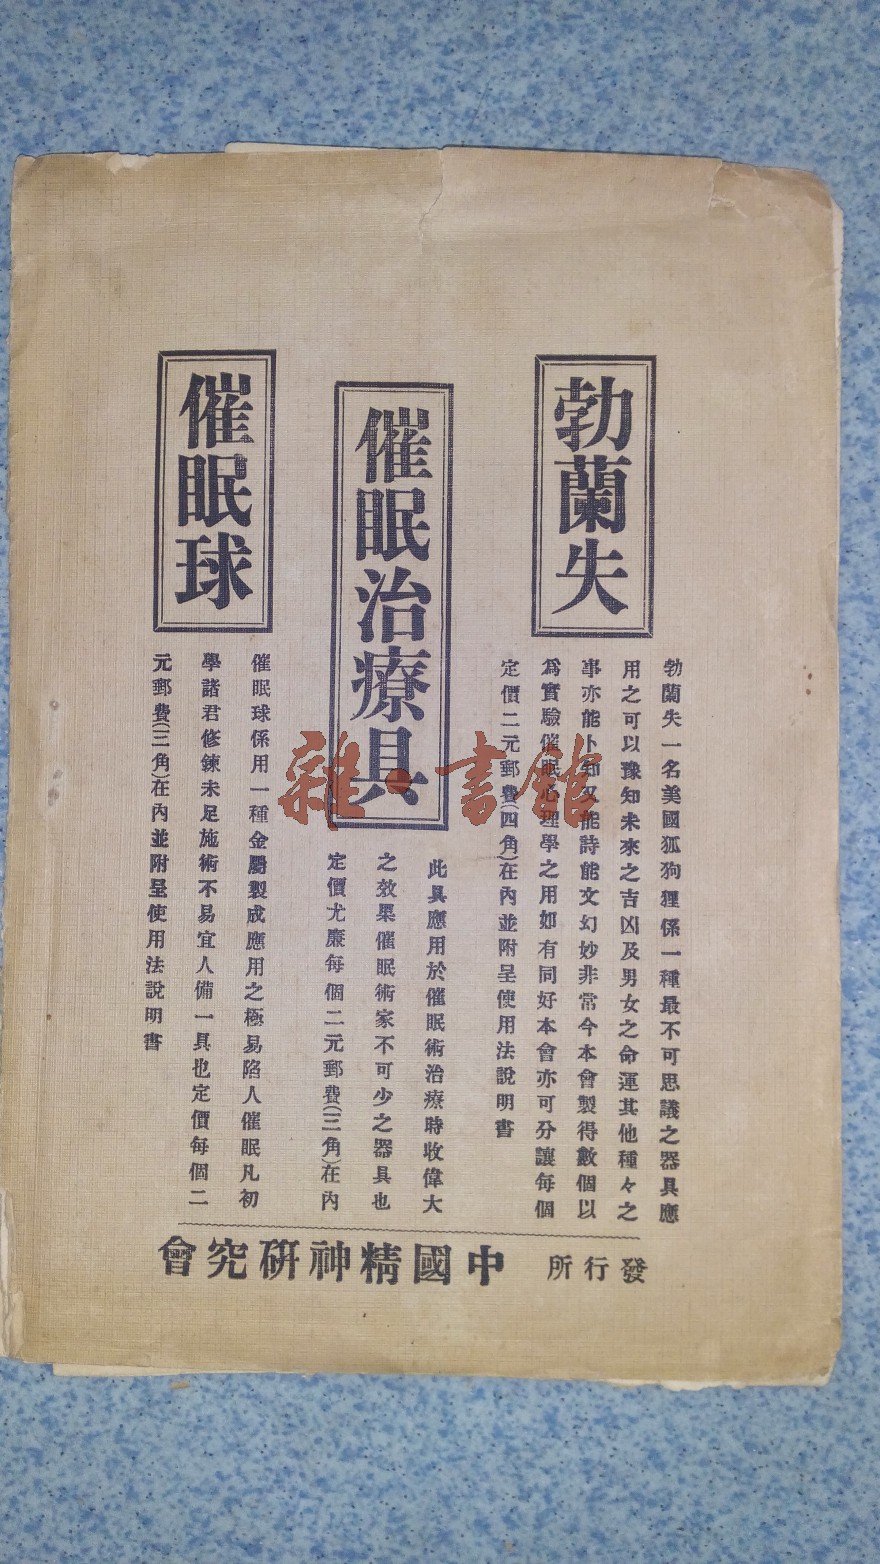 勃蘭失
勃蘭失一名美國狐狗狸係一種最不可思議之器具應
用之可以豫知未來之吉凶及男女之命運其他種々之
事亦能卜知又能詩能文幻妙非常今本會製得數個以
爲實驗催眠心理學之用如有同好本會亦可分讓每個
定價二元郵費(四角)在內並附呈使用法說明書
催眠治療具
此具應用於催眠術治療時收偉大
之效果催眠術家不可少之器具也
定價尤廉每個二元郵費(三角)在內
催眠球
催眠球係用一種金屬製成應用之極易陷人催眠凡初
學諸君修鍊未足施術不易宜人備一具也定價每個二
元郵費(三角)在內並附呈使用法說明書
發行所
中國精神研究會
雜·書館